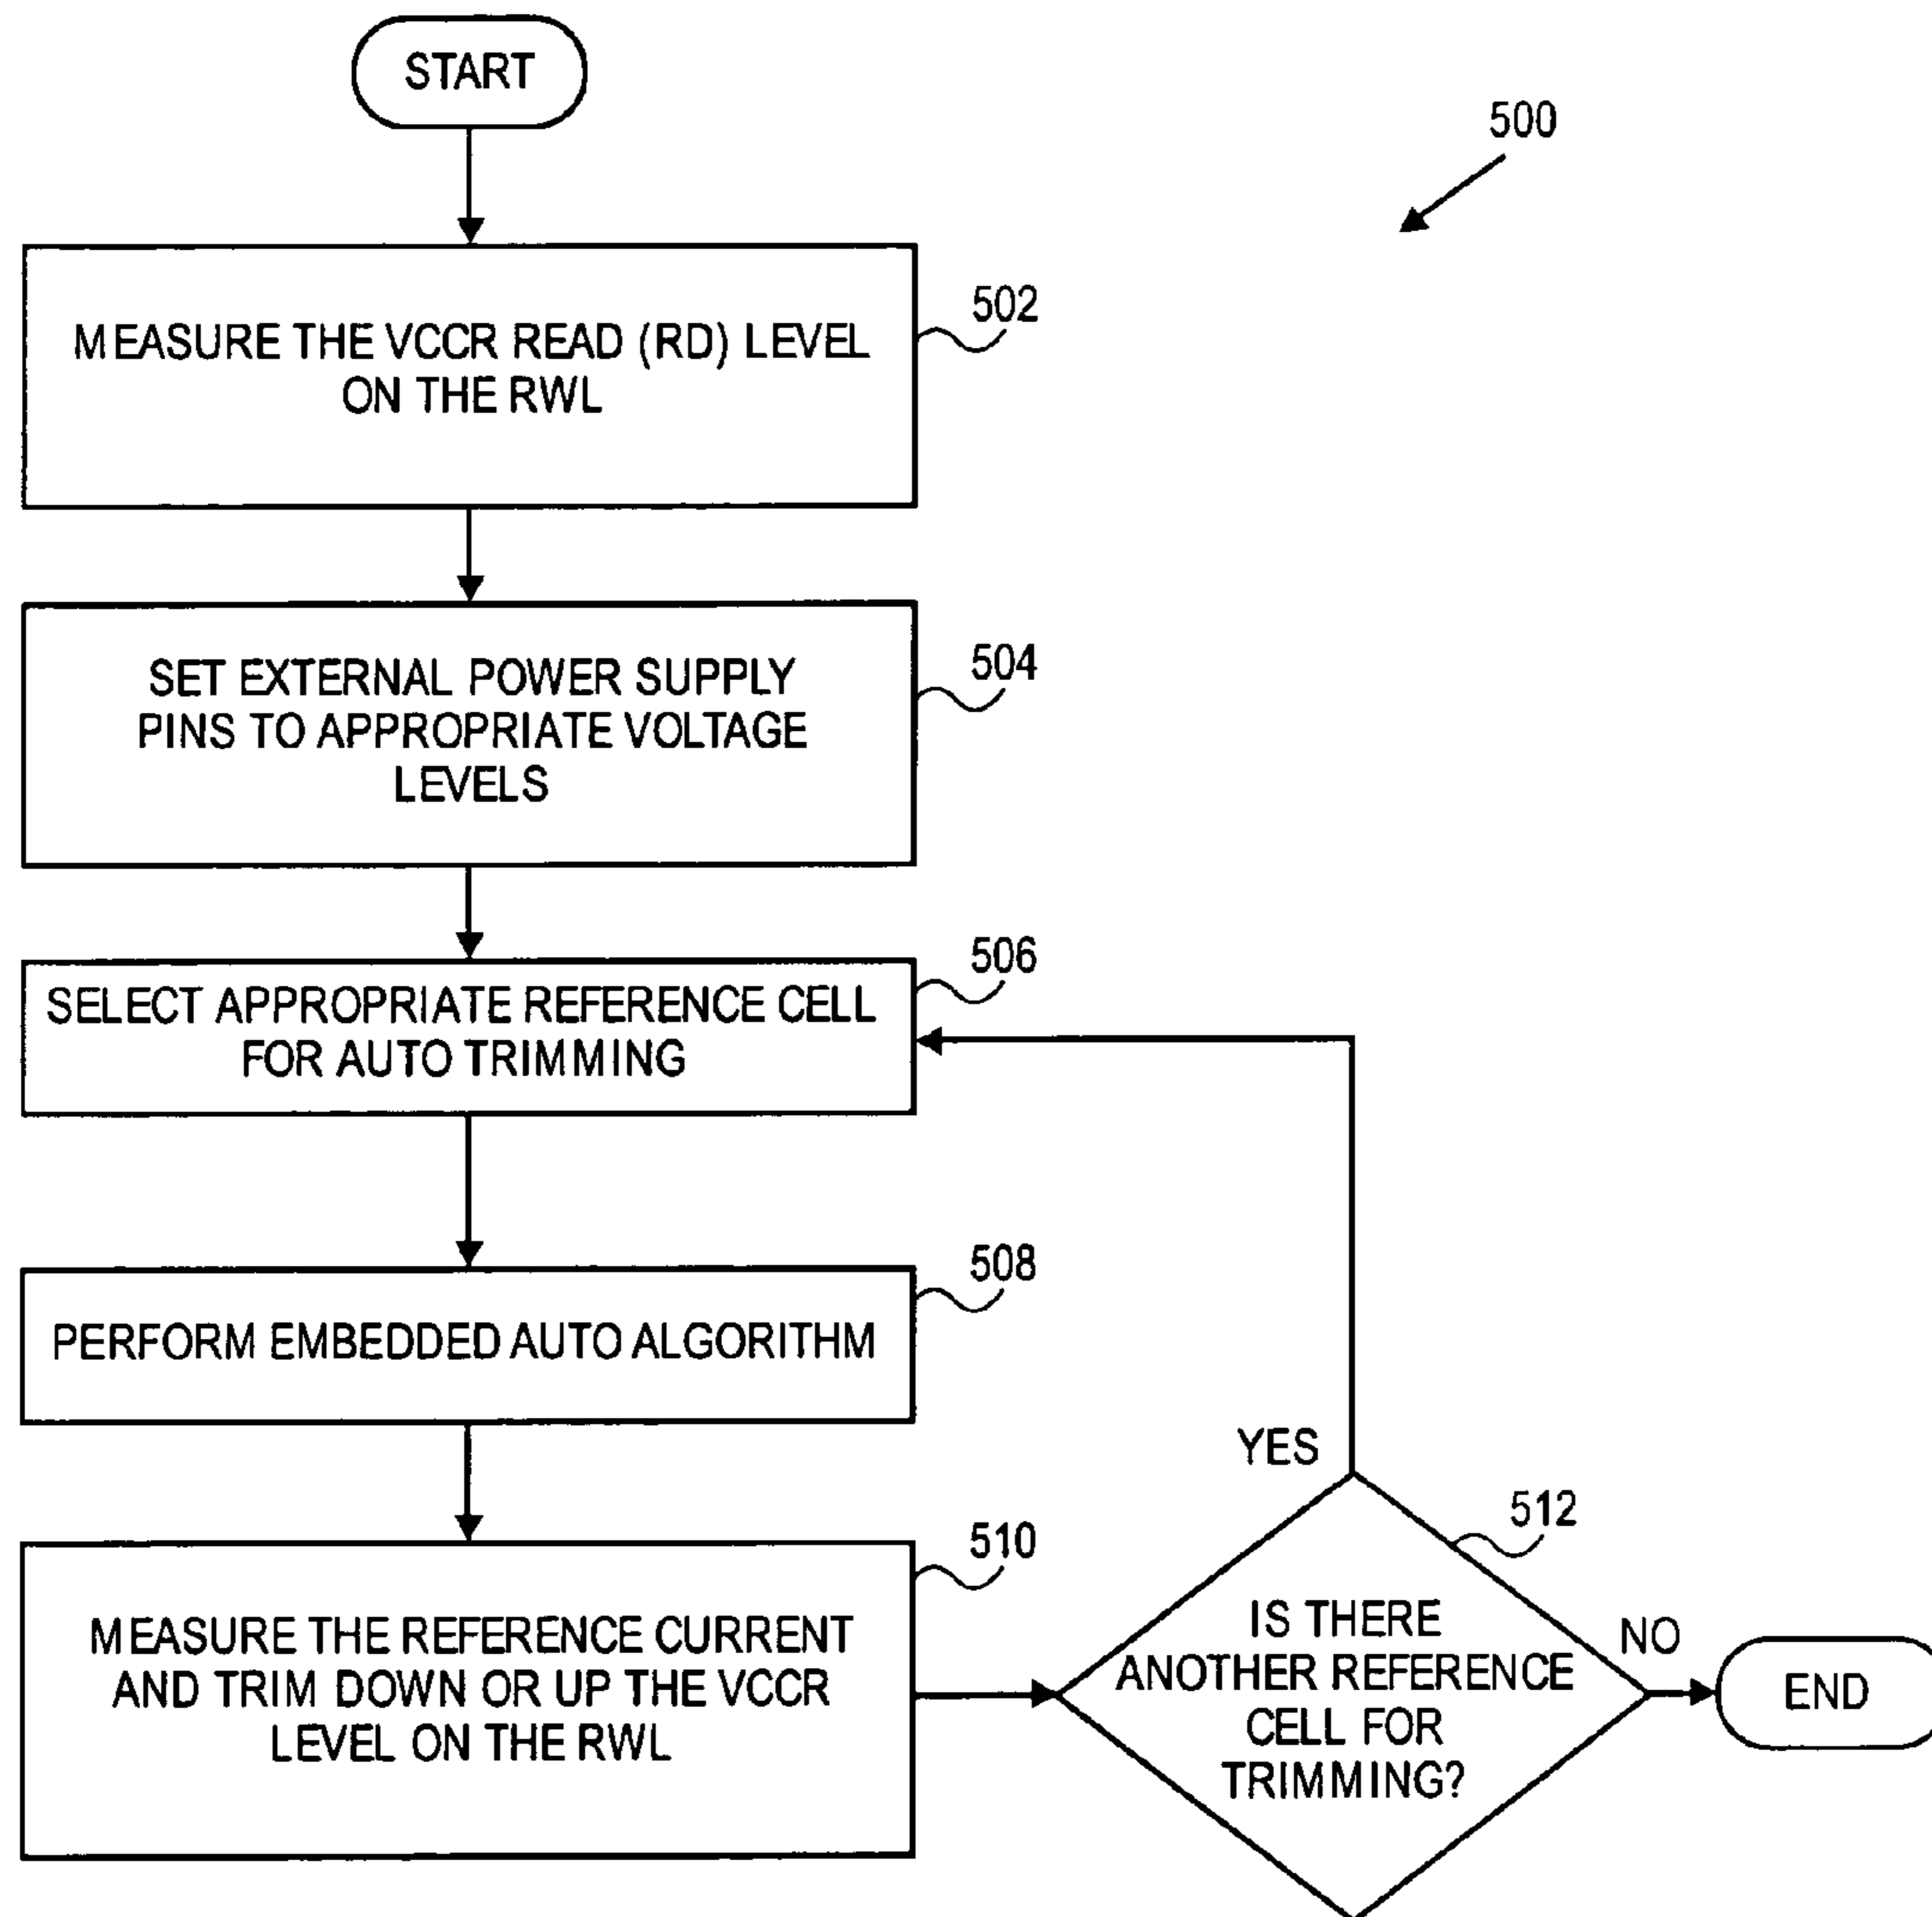 START
500
MEASURE THE VCCR READ (RD) LEVEL
ON THE RWL
502
SET EXTERNAL POWER SUPPLY
PINS TO APPROPRIATE VOLTAGE
LEVELS
504
SELECT APPROPRIATE REFERENCE CELL
FOR AUTO TRIMMING
506
PERFORM EMBEDDED AUTO ALGORITHM
508
MEASURE THE REFERENCE CURRENT
AND TRIM DOWN OR UP THE VCCR
LEVEL ON THE RWL
510
YES
512
IS THERE
ANOTHER REFERENCE
CELL FOR
TRIMMING?
NO
END